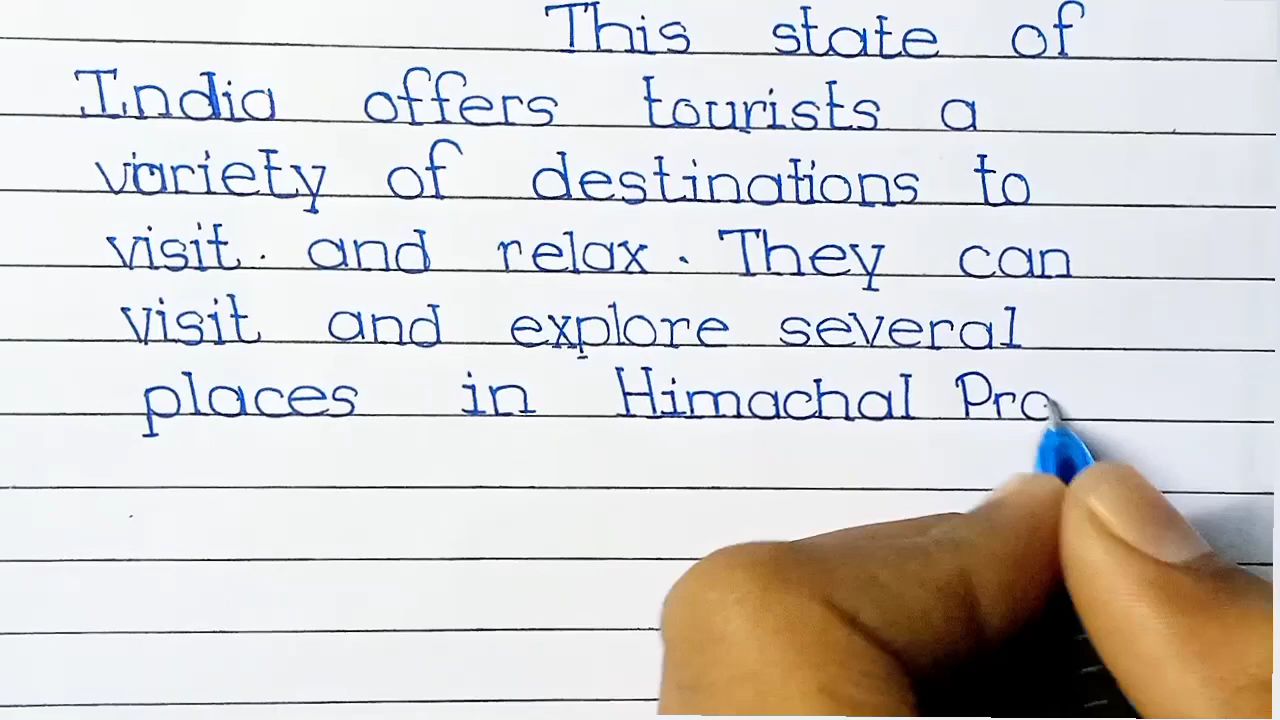 This state of
India offers tourists a
variety of destinations to
visit. and relax. They can
visit and explore several
places in Himachal Pra